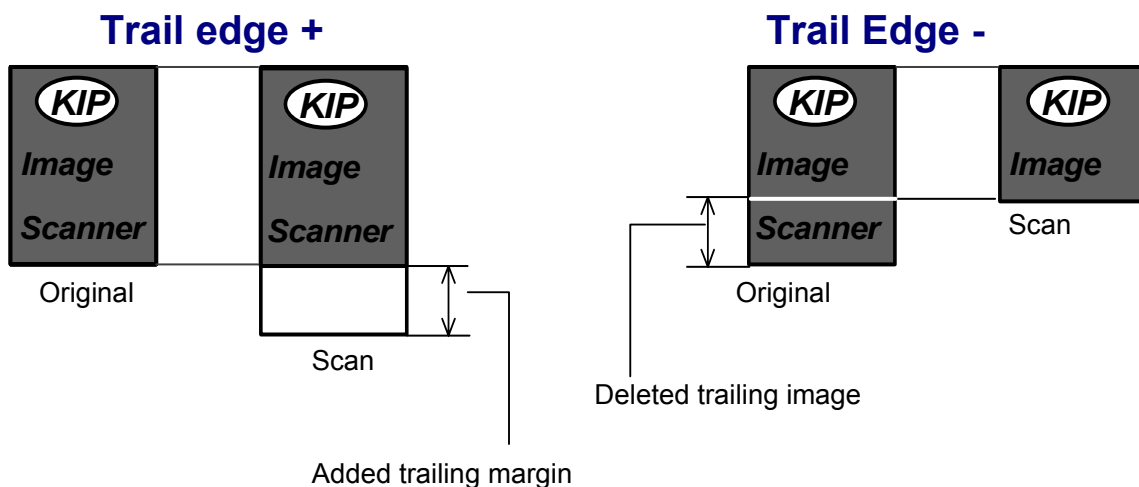 Trail edge +
KIP
Image
Scanner
Original
KIP
Image
Scanner
Scan
Added trailing margin
Trail Edge -
KIP
Image
Scanner
Original
Deleted trailing image
KIP
Image
Scan